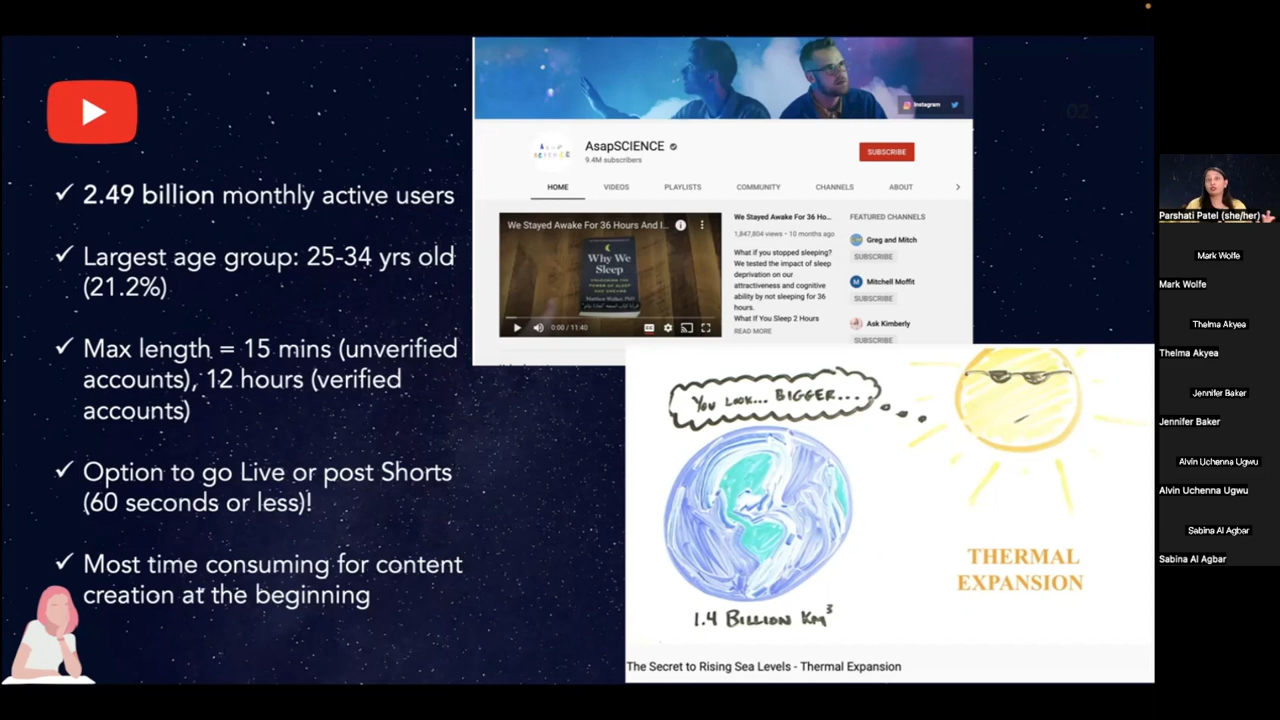 2.49 billion monthly active users
Largest age group: 25-34 yrs old
(21.2%)
Max length = 15 mins (unverified
accounts), 12 hours (verified
accounts)
Option to go Live or post Shorts
(60 seconds or less)!
Most time consuming for content
creation at the beginning
Instagram
AsapSCIENCE
9.4M subscribers
SUBSCRIBE
HOME VIDEOS PLAYLISTS COMMUNITY CHANNELS ABOUT
We Stayed Awake For 36 Hours And I...
Why We
Sleep
Matthew Walker, PhD
0:00 / 11:40
We Stayed Awake For 36 Ho...
1,847,804 views • 10 months ago
What if you stopped sleeping?
We tested the impact of sleep
deprivation on our
attractiveness and cognitive
ability by not sleeping for 36
hours.
What If You Sleep 2 Hours
READ MORE
FEATURED CHANNELS
Greg and Mitch
SUBSCRIBE
Mitchell Moffit
SUBSCRIBE
Ask Kimberly
SUBSCRIBE
02
YOU LOOK... BIGGER...
1.4 BILLION KM³
THERMAL
EXPANSION
The Secret to Rising Sea Levels - Thermal Expansion
Parshati Patel (she/her)
Mark Wolfe
Mark Wolfe
Thelma Akyea
Thelma Akyea
Jennifer Baker
Jennifer Baker
Alvin Uchenna Ugwu
Alvin Uchenna Ugwu
Sabina Al Agbar
Sabina Al Agbar